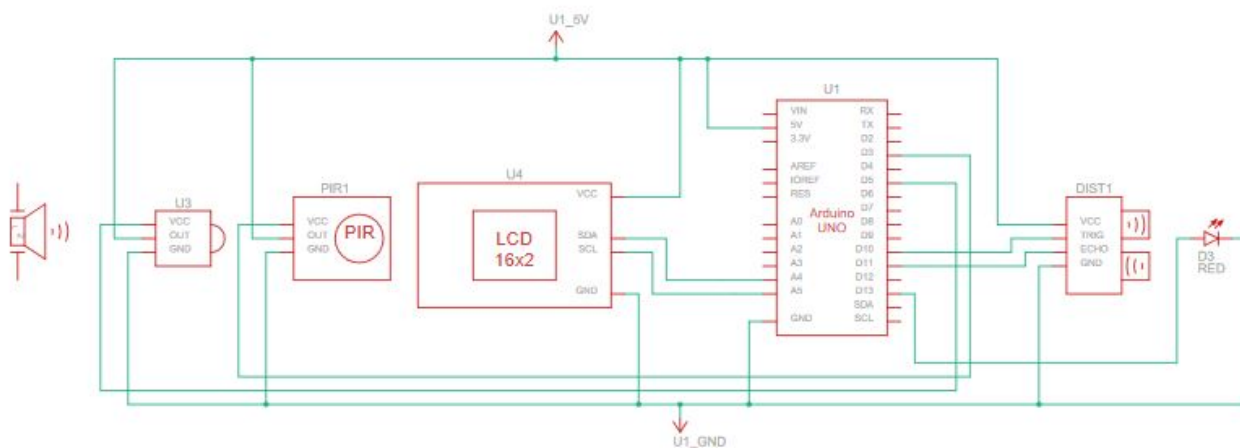 U1_5V
U3
VCC
OUT
GND
PIR1
VCC
OUT
GND
PIR
U4
VCC
SDA
SCL
GND
LCD
16x2
U1
VIN
5V
3.3V
AREF
IOREF
RES
A0
A1
A2
A3
A4
A5
GND
Arduino
UNO
RX
TX
D2
D3
D4
D5
D6
D7
D8
D9
D10
D11
D12
D13
SDA
SCL
DIST1
VCC
TRIG
ECHO
GND
D3
RED
U1_GND